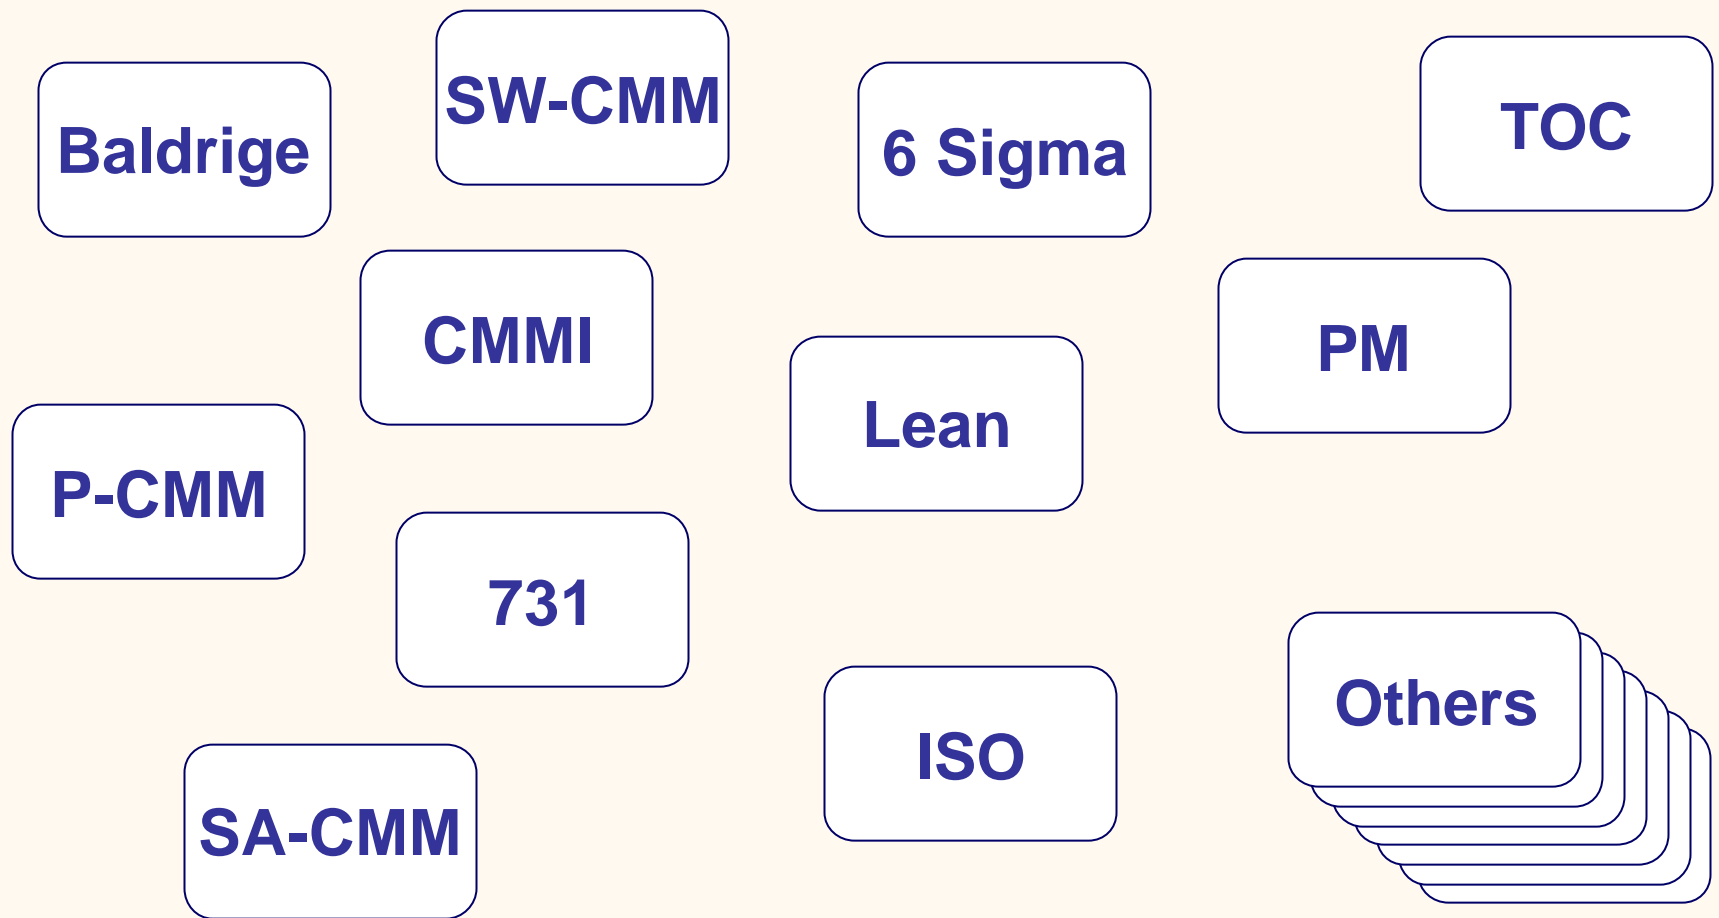 SW-CMM
Baldrige
6 Sigma
TOC
CMMI
PM
Lean
P-CMM
731
Others
ISO
SA-CMM